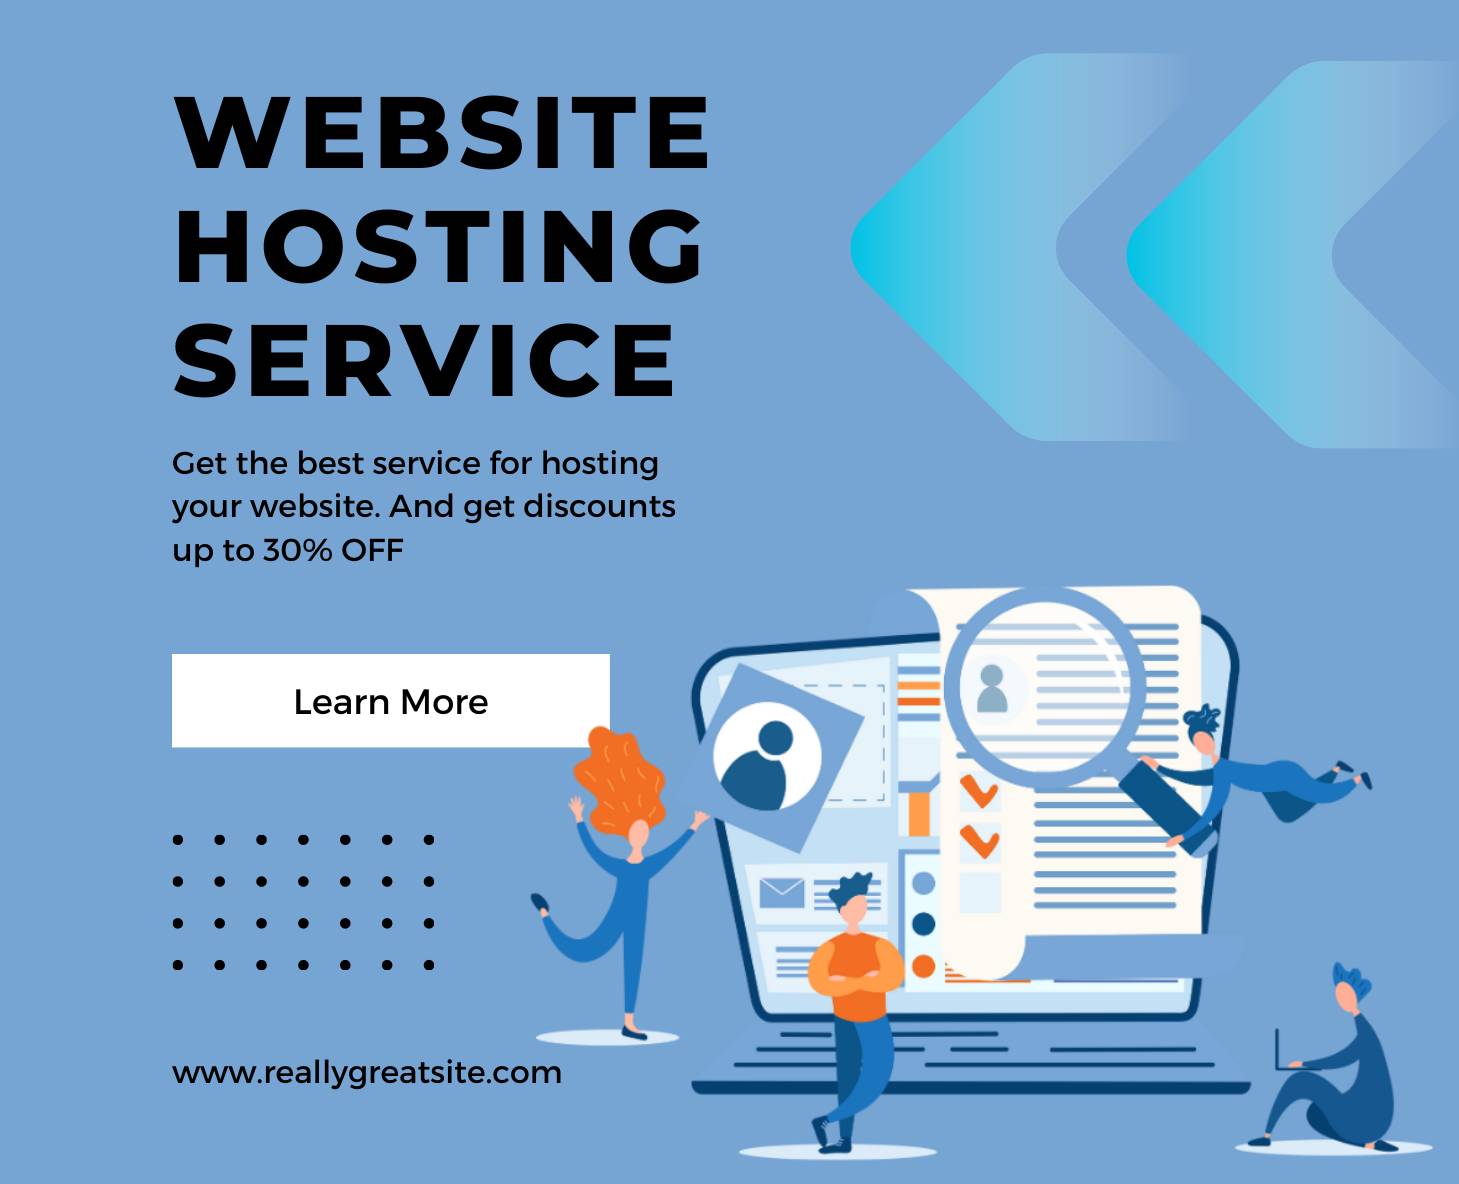 WEBSITE
HOSTING
SERVICE
Get the best service for hosting
your website. And get discounts
up to 30% OFF
Learn More
www.reallygreatsite.com